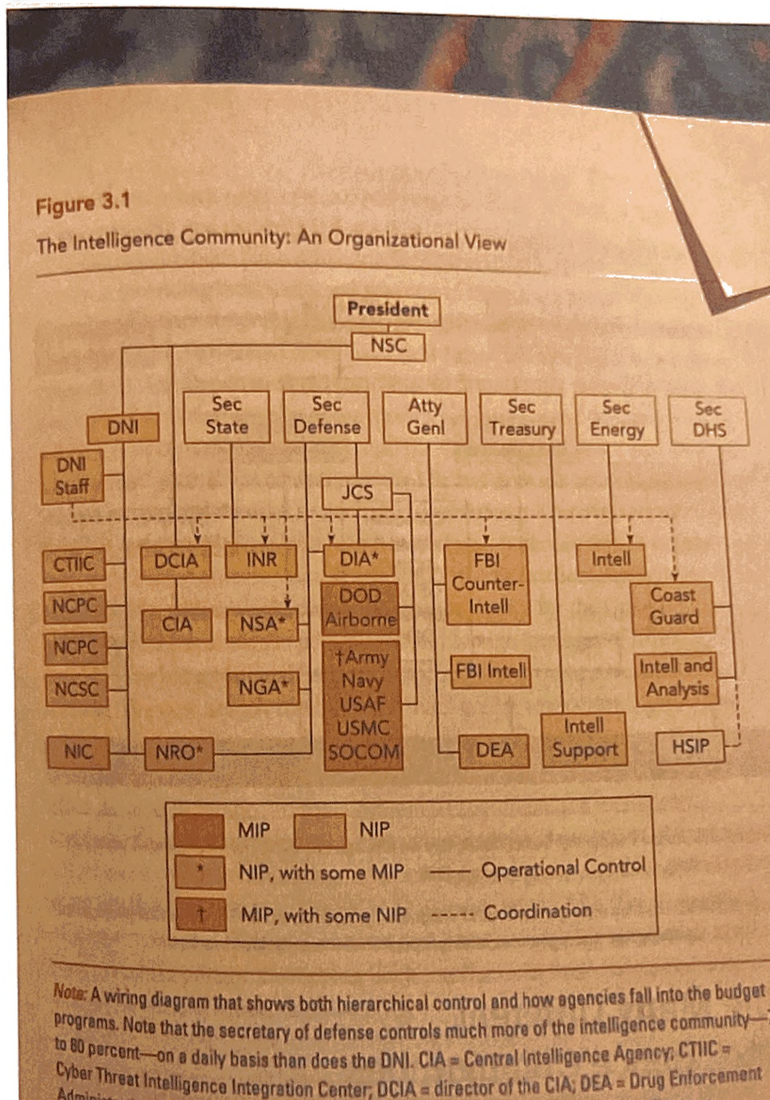 Figure 3.1
The Intelligence Community: An Organizational View
President
NSC
DNI
Sec
State
Sec
Defense
Atty
Genl
Sec
Treasury
Sec
Energy
Sec
DHS
DNI
Staff
JCS
CTIIC
DCIA
INR
DIA*
FBI
Counter-
Intell
Intell
NCPC
CIA
NSA*
DOD
Airborne
Coast
Guard
NCPC
NCSC
NGA*
†Army
Navy
USAF
USMC
SOCOM
FBI Intell
Intell and
Analysis
NIC
NRO*
DEA
Intell
Support
HSIP
MIP
NIP
* NIP, with some MIP
Operational Control
† MIP, with some NIP
Coordination
Note: A wiring diagram that shows both hierarchical control and how agencies fall into the budget
programs. Note that the secretary of defense controls much more of the intelligence community—
to 80 percent—on a daily basis than does the DNI. CIA = Central Intelligence Agency; CTIIC =
Cyber Threat Intelligence Integration Center; DCIA = director of the CIA; DEA = Drug Enforcement